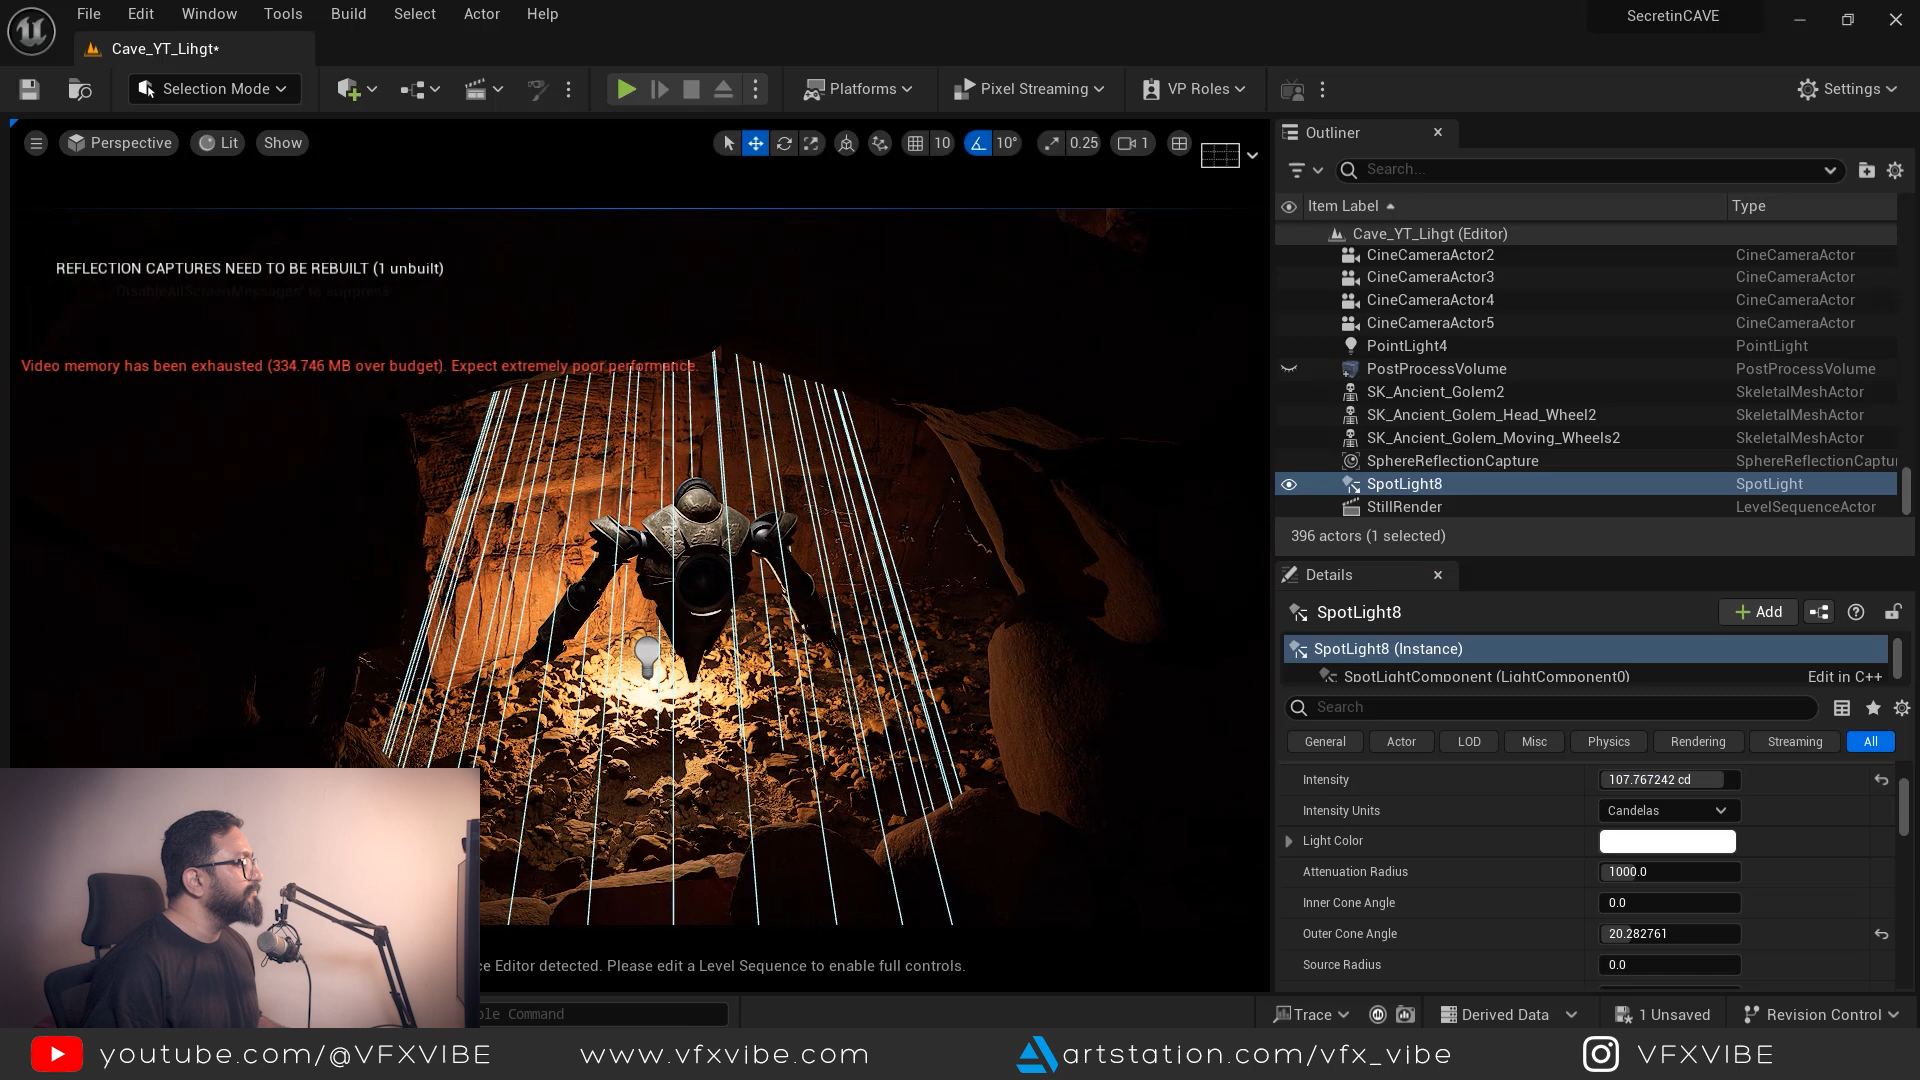 File Edit Window Tools Build Select Actor Help
SecretinCAVE
Cave_YT_Lihgt*
Selection Mode
Platforms
Pixel Streaming
VP Roles
Settings
Perspective
Lit
Show
10
10°
0.25
1
REFLECTION CAPTURES NEED TO BE REBUILT (1 unbuilt)
'DisableAllScreenMessages' to suppress
Video memory has been exhausted (334.746 MB over budget). Expect extremely poor performance.
Outliner
Search...
Item Label Type
Cave_YT_Lihgt (Editor)
CineCameraActor2 CineCameraActor
CineCameraActor3 CineCameraActor
CineCameraActor4 CineCameraActor
CineCameraActor5 CineCameraActor
PointLight4 PointLight
PostProcessVolume PostProcessVolume
SK_Ancient_Golem2 SkeletalMeshActor
SK_Ancient_Golem_Head_Wheel2 SkeletalMeshActor
SK_Ancient_Golem_Moving_Wheels2 SkeletalMeshActor
SphereReflectionCapture SphereReflectionCaptu
SpotLight8 SpotLight
StillRender LevelSequenceActor
396 actors (1 selected)
Details
SpotLight8
Add
SpotLight8 (Instance)
SpotLightComponent (LightComponent0) Edit in C++
Search
General Actor LOD Misc Physics Rendering Streaming All
Intensity 107.767242 cd
Intensity Units Candelas
Light Color
Attenuation Radius 1000.0
Inner Cone Angle 0.0
Outer Cone Angle 20.282761
Source Radius 0.0
ce Editor detected. Please edit a Level Sequence to enable full controls.
ole Command
Trace
Derived Data
1 Unsaved
Revision Control
youtube.com/@VFXVIBE
www.vfxvibe.com
artstation.com/vfx_vibe
VFXVIBE